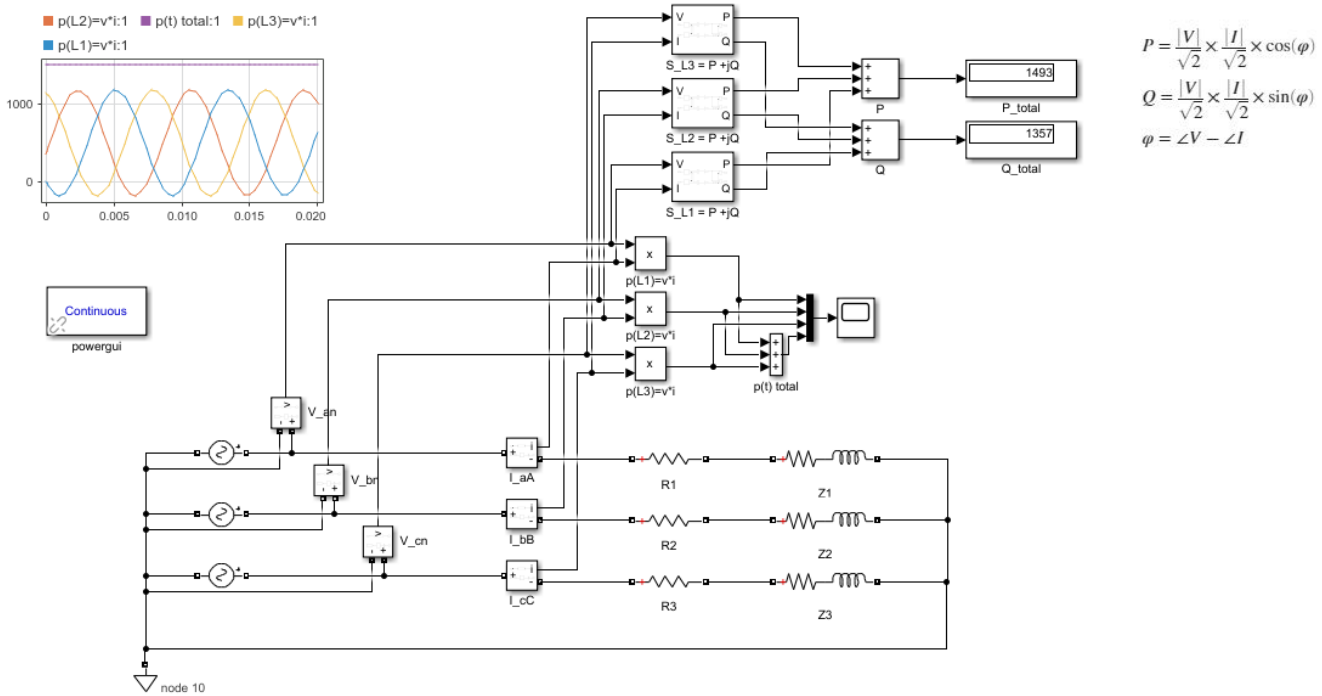 p(L2)=v*i:1 p(t) total:1 p(L3)=v*i:1
p(L1)=v*i:1
1000
0
0 0.005 0.010 0.015 0.020
V P
I Q
S_L3 = P +jQ
V P
I Q
S_L2 = P +jQ
V P
I Q
S_L1 = P +jQ
+
+
+
P
+
+
+
Q
1493
P_total
1357
Q_total
P = |V|/√2 × |I|/√2 × cos(φ)
Q = |V|/√2 × |I|/√2 × sin(φ)
φ = ∠V − ∠I
x
p(L1)=v*i
x
p(L2)=v*i
x
p(L3)=v*i
+
+
+
p(t) total
Continuous
powergui
V_an
V_br
V_cn
I_aA
I_bB
I_cC
R1
Z1
R2
Z2
R3
Z3
node 10